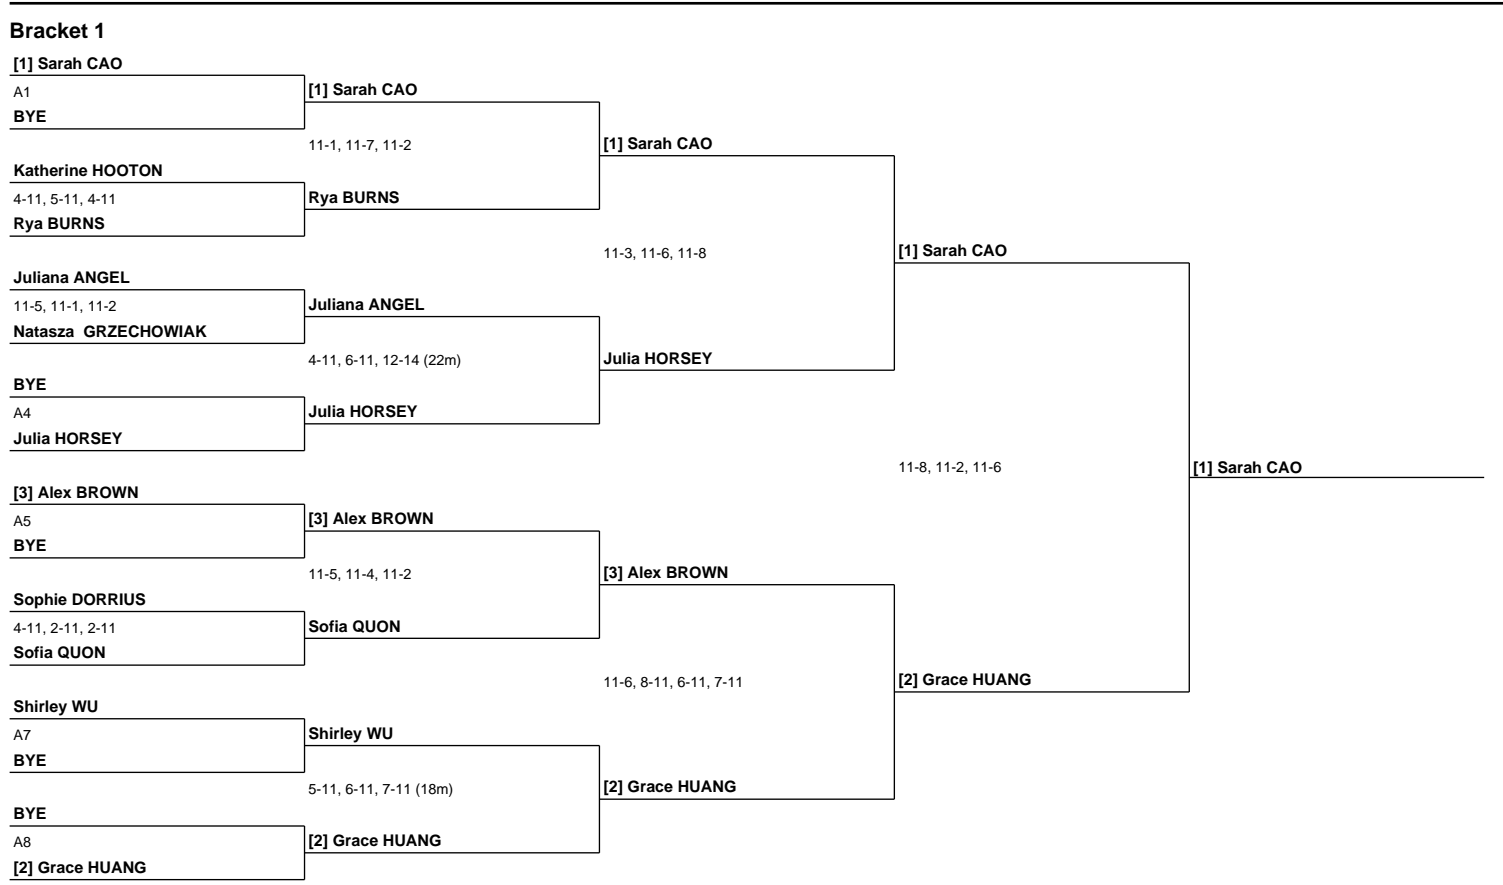 Bracket 1
[1] Sarah CAO
A1
BYE
[1] Sarah CAO
11-1, 11-7, 11-2
[1] Sarah CAO
Katherine HOOTON
4-11, 5-11, 4-11
Rya BURNS
Rya BURNS
11-3, 11-6, 11-8
[1] Sarah CAO
Juliana ANGEL
11-5, 11-1, 11-2
Natasza  GRZECHOWIAK
Juliana ANGEL
4-11, 6-11, 12-14 (22m)
Julia HORSEY
BYE
A4
Julia HORSEY
Julia HORSEY
11-8, 11-2, 11-6
[1] Sarah CAO
[3] Alex BROWN
A5
BYE
[3] Alex BROWN
11-5, 11-4, 11-2
[3] Alex BROWN
Sophie DORRIUS
4-11, 2-11, 2-11
Sofia QUON
Sofia QUON
11-6, 8-11, 6-11, 7-11
[2] Grace HUANG
Shirley WU
A7
BYE
Shirley WU
5-11, 6-11, 7-11 (18m)
[2] Grace HUANG
BYE
A8
[2] Grace HUANG
[2] Grace HUANG